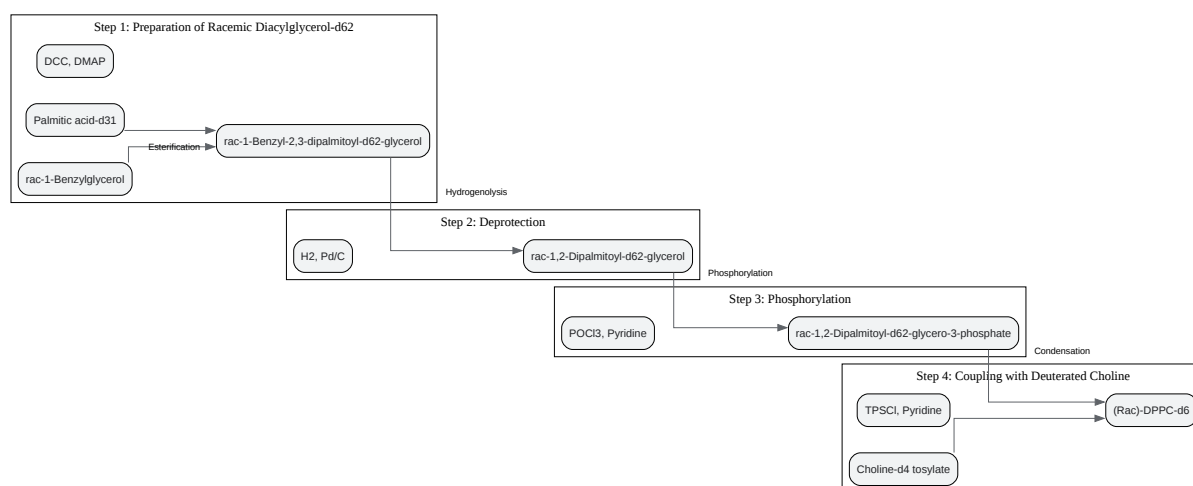 Step 1: Preparation of Racemic Diacylglycerol-d62
DCC, DMAP
Palmitic acid-d31
rac-1-Benzyl-2,3-dipalmitoyl-d62-glycerol
Esterification
rac-1-Benzylglycerol
Hydrogenolysis
Step 2: Deprotection
H2, Pd/C
rac-1,2-Dipalmitoyl-d62-glycerol
Phosphorylation
Step 3: Phosphorylation
POCl3, Pyridine
rac-1,2-Dipalmitoyl-d62-glycero-3-phosphate
Condensation
Step 4: Coupling with Deuterated Choline
TPSCl, Pyridine
(Rac)-DPPC-d6
Choline-d4 tosylate